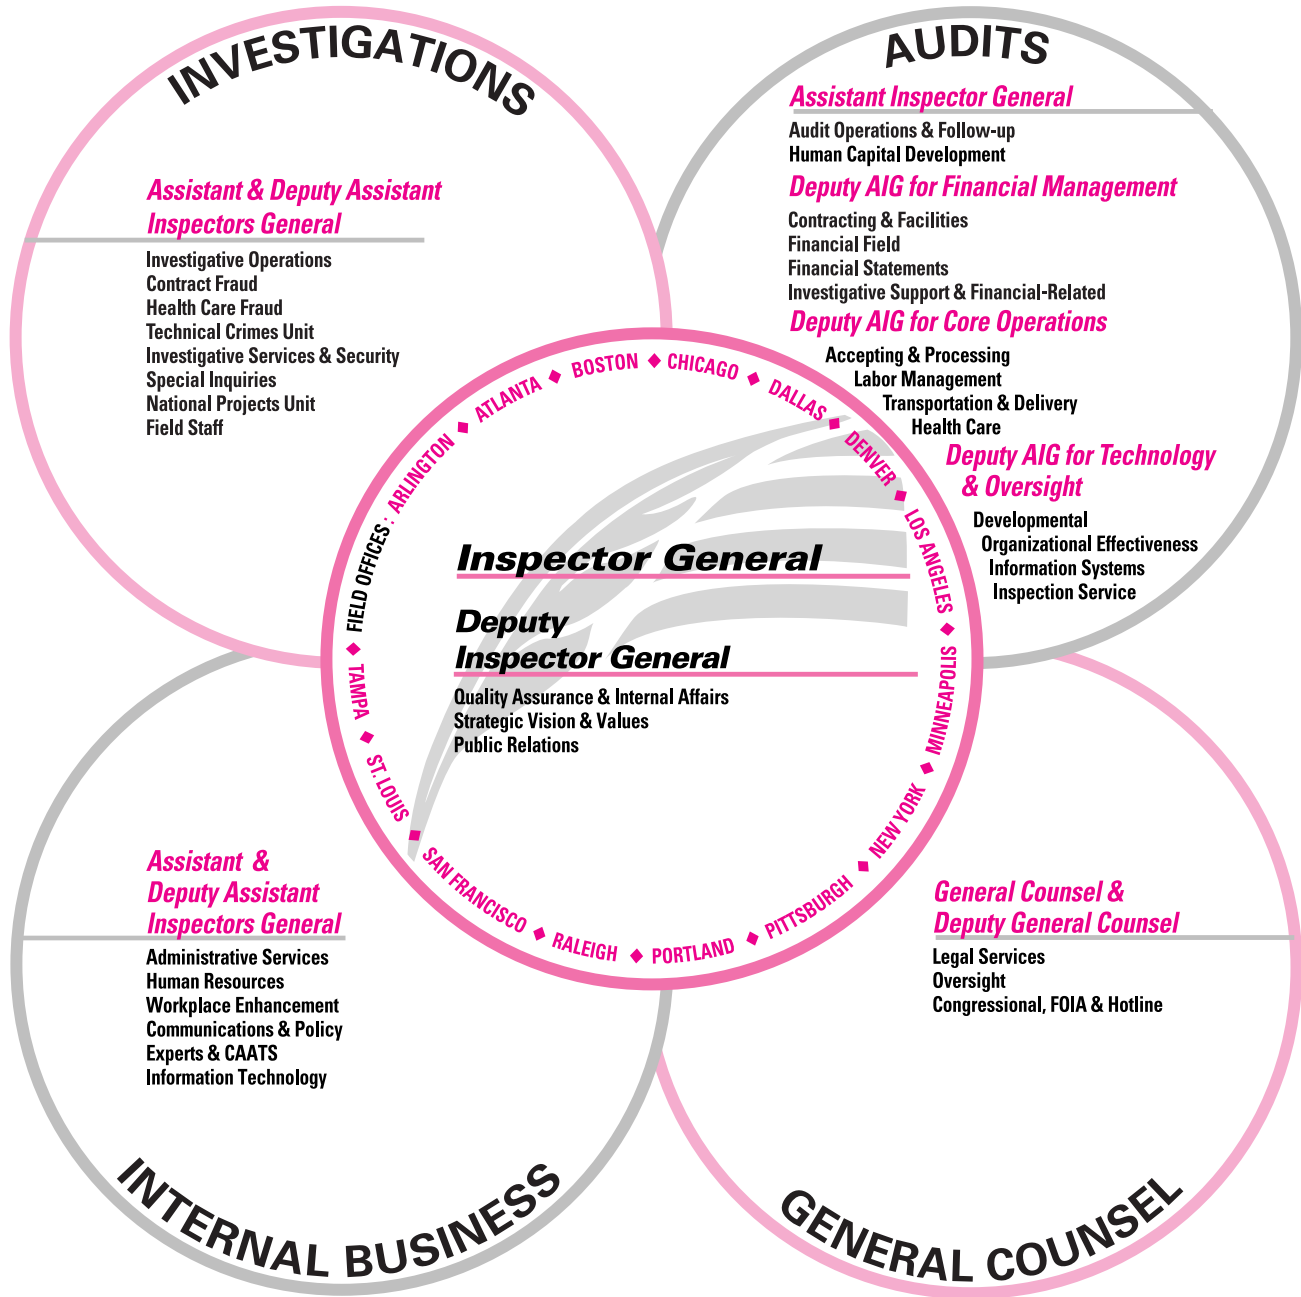 INVESTIGATIONS
Assistant & Deputy Assistant
Inspectors General
Investigative Operations
Contract Fraud
Health Care Fraud
Technical Crimes Unit
Investigative Services & Security
Special Inquiries
National Projects Unit
Field Staff
AUDITS
Assistant Inspector General
Audit Operations & Follow-up
Human Capital Development
Deputy AIG for Financial Management
Contracting & Facilities
Financial Field
Financial Statements
Investigative Support & Financial-Related
Deputy AIG for Core Operations
Accepting & Processing
Labor Management
Transportation & Delivery
Health Care
Deputy AIG for Technology
& Oversight
Developmental
Organizational Effectiveness
Information Systems
Inspection Service
FIELD OFFICES: ARLINGTON ◆ ATLANTA ◆ BOSTON ◆ CHICAGO ◆ DALLAS ◆ DENVER ◆ LOS ANGELES ◆ MINNEAPOLIS ◆ NEW YORK ◆ PITTSBURGH ◆ PORTLAND ◆ RALEIGH ◆ SAN FRANCISCO ◆ ST. LOUIS ◆ TAMPA ◆
Inspector General
Deputy
Inspector General
Quality Assurance & Internal Affairs
Strategic Vision & Values
Public Relations
Assistant &
Deputy Assistant
Inspectors General
Administrative Services
Human Resources
Workplace Enhancement
Communications & Policy
Experts & CAATS
Information Technology
INTERNAL BUSINESS
General Counsel &
Deputy General Counsel
Legal Services
Oversight
Congressional, FOIA & Hotline
GENERAL COUNSEL